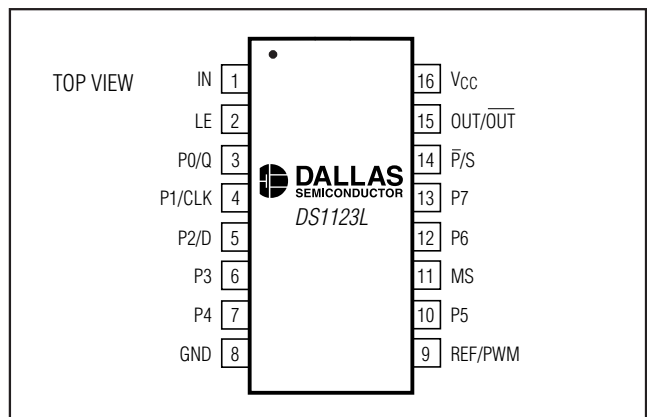 TOP VIEW
IN 1
LE 2
P0/Q 3
P1/CLK 4
P2/D 5
P3 6
P4 7
GND 8
DALLAS
SEMICONDUCTOR
DS1123L
16 VCC
15 OUT/O̅U̅T̅
14 P̅/S
13 P7
12 P6
11 MS
10 P5
9 REF/PWM